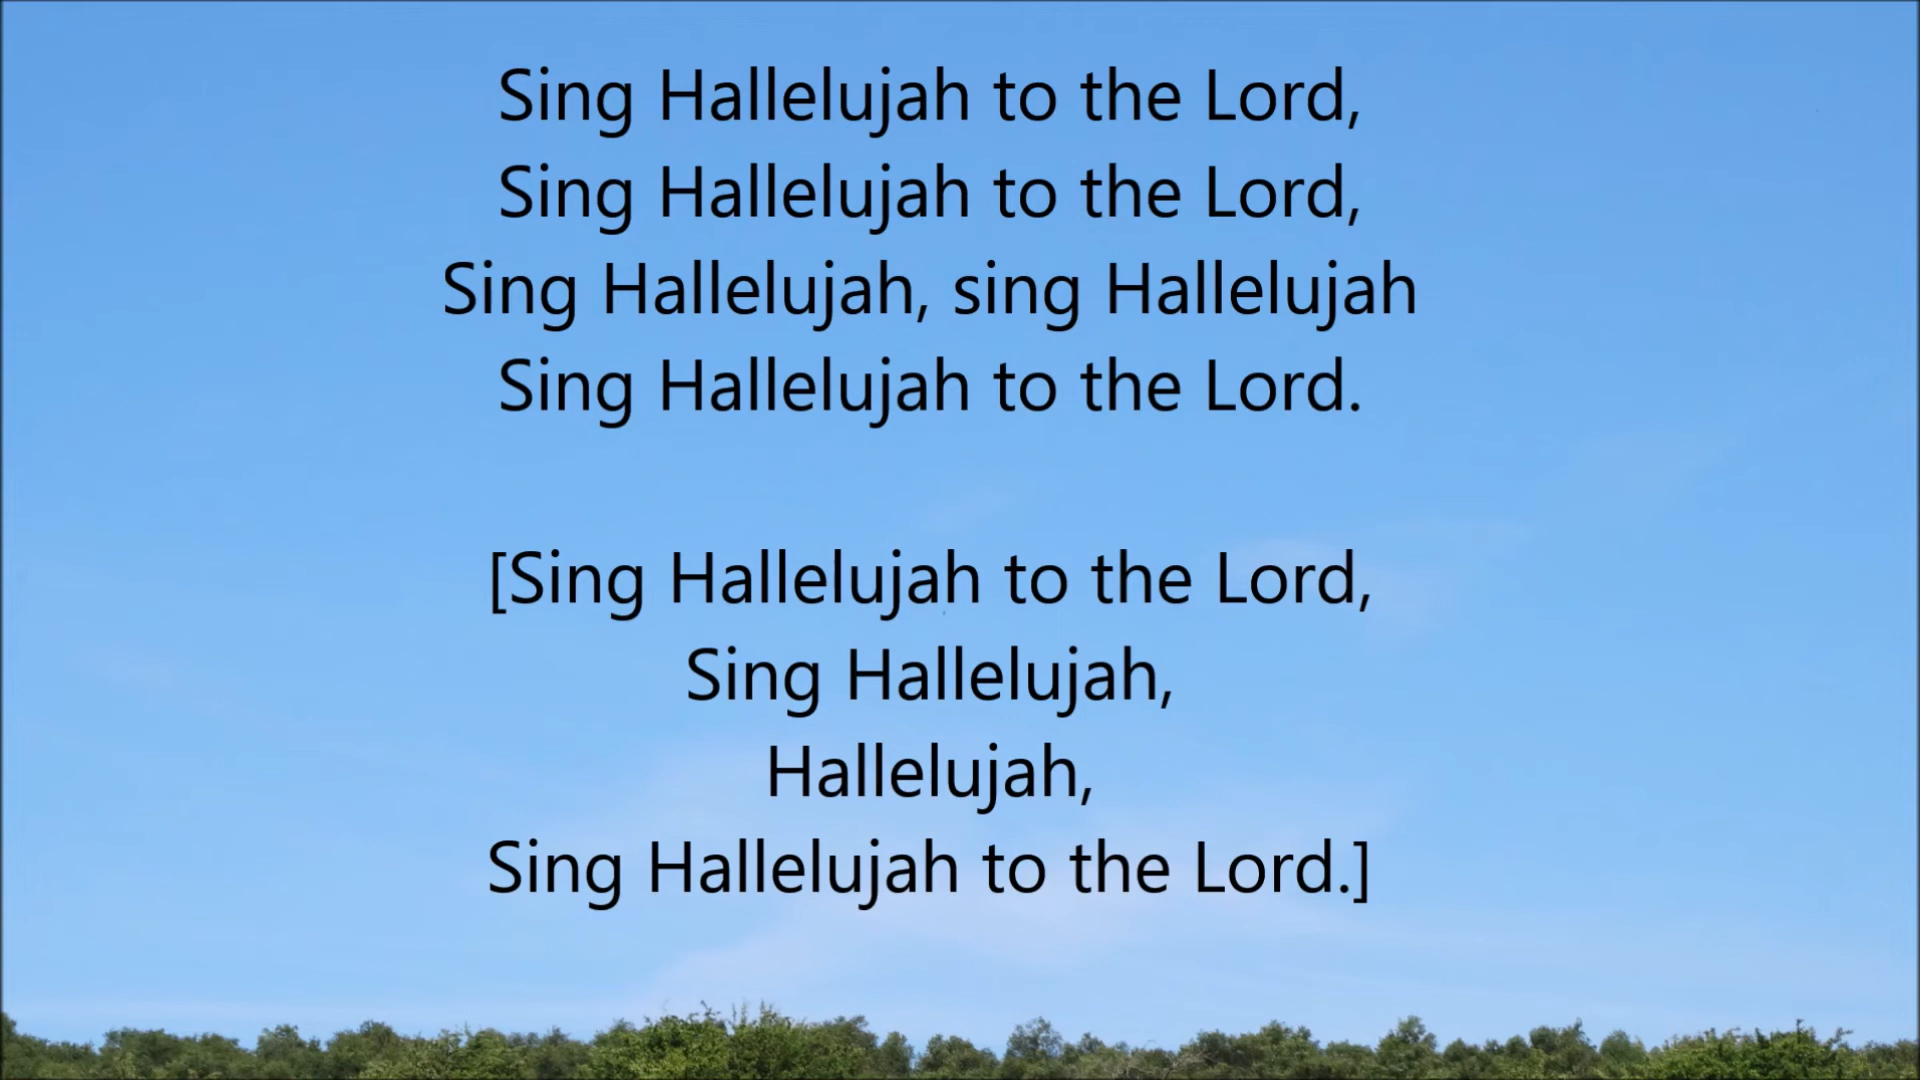 Sing Hallelujah to the Lord,
Sing Hallelujah to the Lord,
Sing Hallelujah, sing Hallelujah
Sing Hallelujah to the Lord.
[Sing Hallelujah to the Lord,
Sing Hallelujah,
Hallelujah,
Sing Hallelujah to the Lord.]